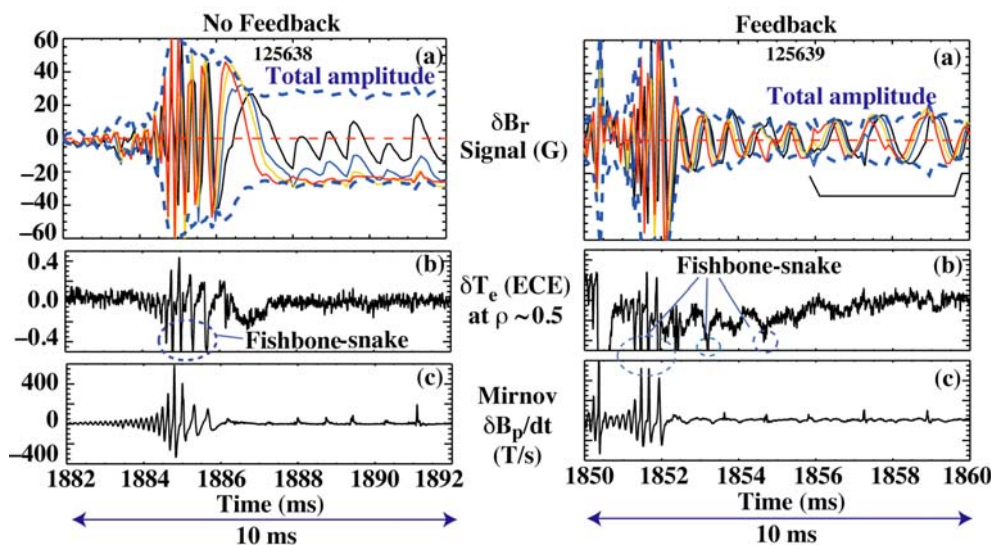 No Feedback
Feedback
60
40
20
0
−20
−40
−60
125638
(a)
Total amplitude
δBr
Signal (G)
125639
(a)
Total amplitude
0.4
0.0
−0.4
(b)
Fishbone-snake
δTe (ECE)
at ρ ~0.5
Fishbone-snake
(b)
400
0
−400
(c)
Mirnov
δBp/dt
(T/s)
(c)
1882 1884 1886 1888 1890 1892
Time (ms)
10 ms
1850 1852 1854 1856 1858 1860
Time (ms)
10 ms